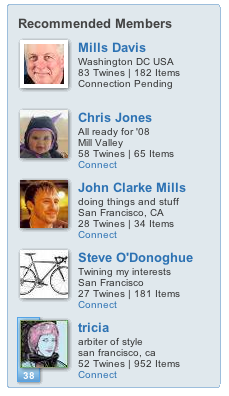 Recommended Members
Mills Davis
Washington DC USA
83 Twines | 182 Items
Connection Pending
Chris Jones
All ready for '08
Mill Valley
58 Twines | 65 Items
Connect
John Clarke Mills
doing things and stuff
San Francisco, CA
28 Twines | 34 Items
Connect
Steve O'Donoghue
Twining my interests
San Francisco
27 Twines | 181 Items
Connect
tricia
arbiter of style
san francisco, ca
52 Twines | 952 Items
Connect
38